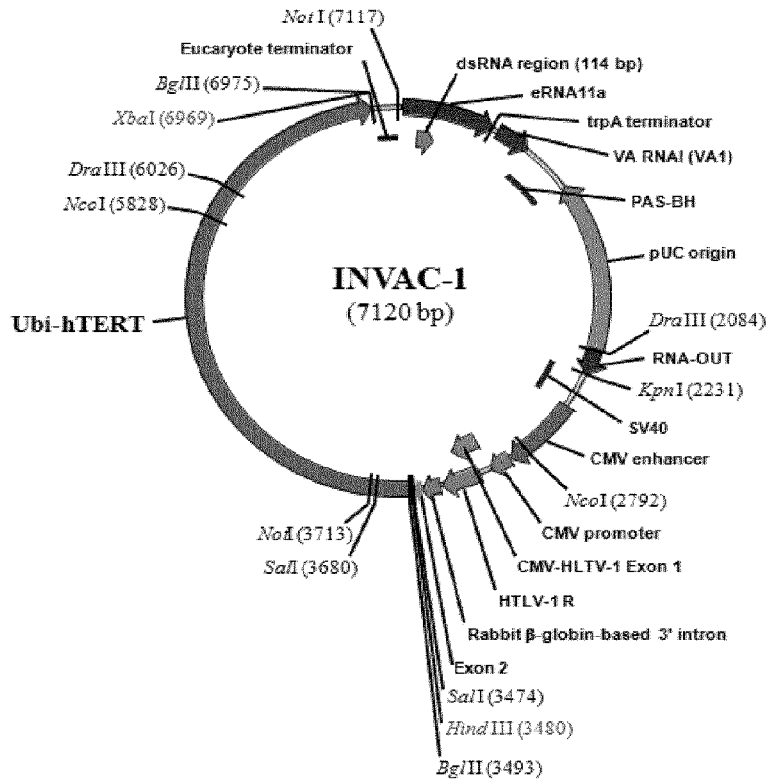 Not I (7117)
Eucaryote terminator
BglII (6975)
XbaI (6969)
DraIII (6026)
NcoI (5828)
Ubi-hTERT
dsRNA region (114 bp)
eRNA11a
trpA terminator
VA RNAI (VA1)
PAS-BH
pUC origin
INVAC-1
(7120 bp)
DraIII (2084)
RNA-OUT
KpnI (2231)
SV40
CMV enhancer
NcoI (2792)
CMV promoter
CMV-HLTV-1 Exon 1
HTLV-1 R
Rabbit β-globin-based 3' intron
Exon 2
SalI (3474)
Hind III (3480)
BglII (3493)
NotI (3713)
SalI (3680)